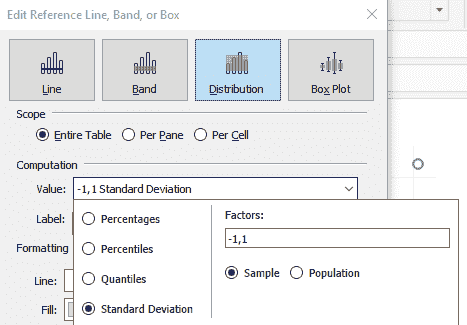 Edit Reference Line, Band, or Box
Line Band Distribution Box Plot
Scope
Entire Table Per Pane Per Cell
Computation
Value: -1,1 Standard Deviation
Label:
Percentages
Factors:
-1,1
Percentiles
Formatting
Sample Population
Line:
Quantiles
Fill:
Standard Deviation